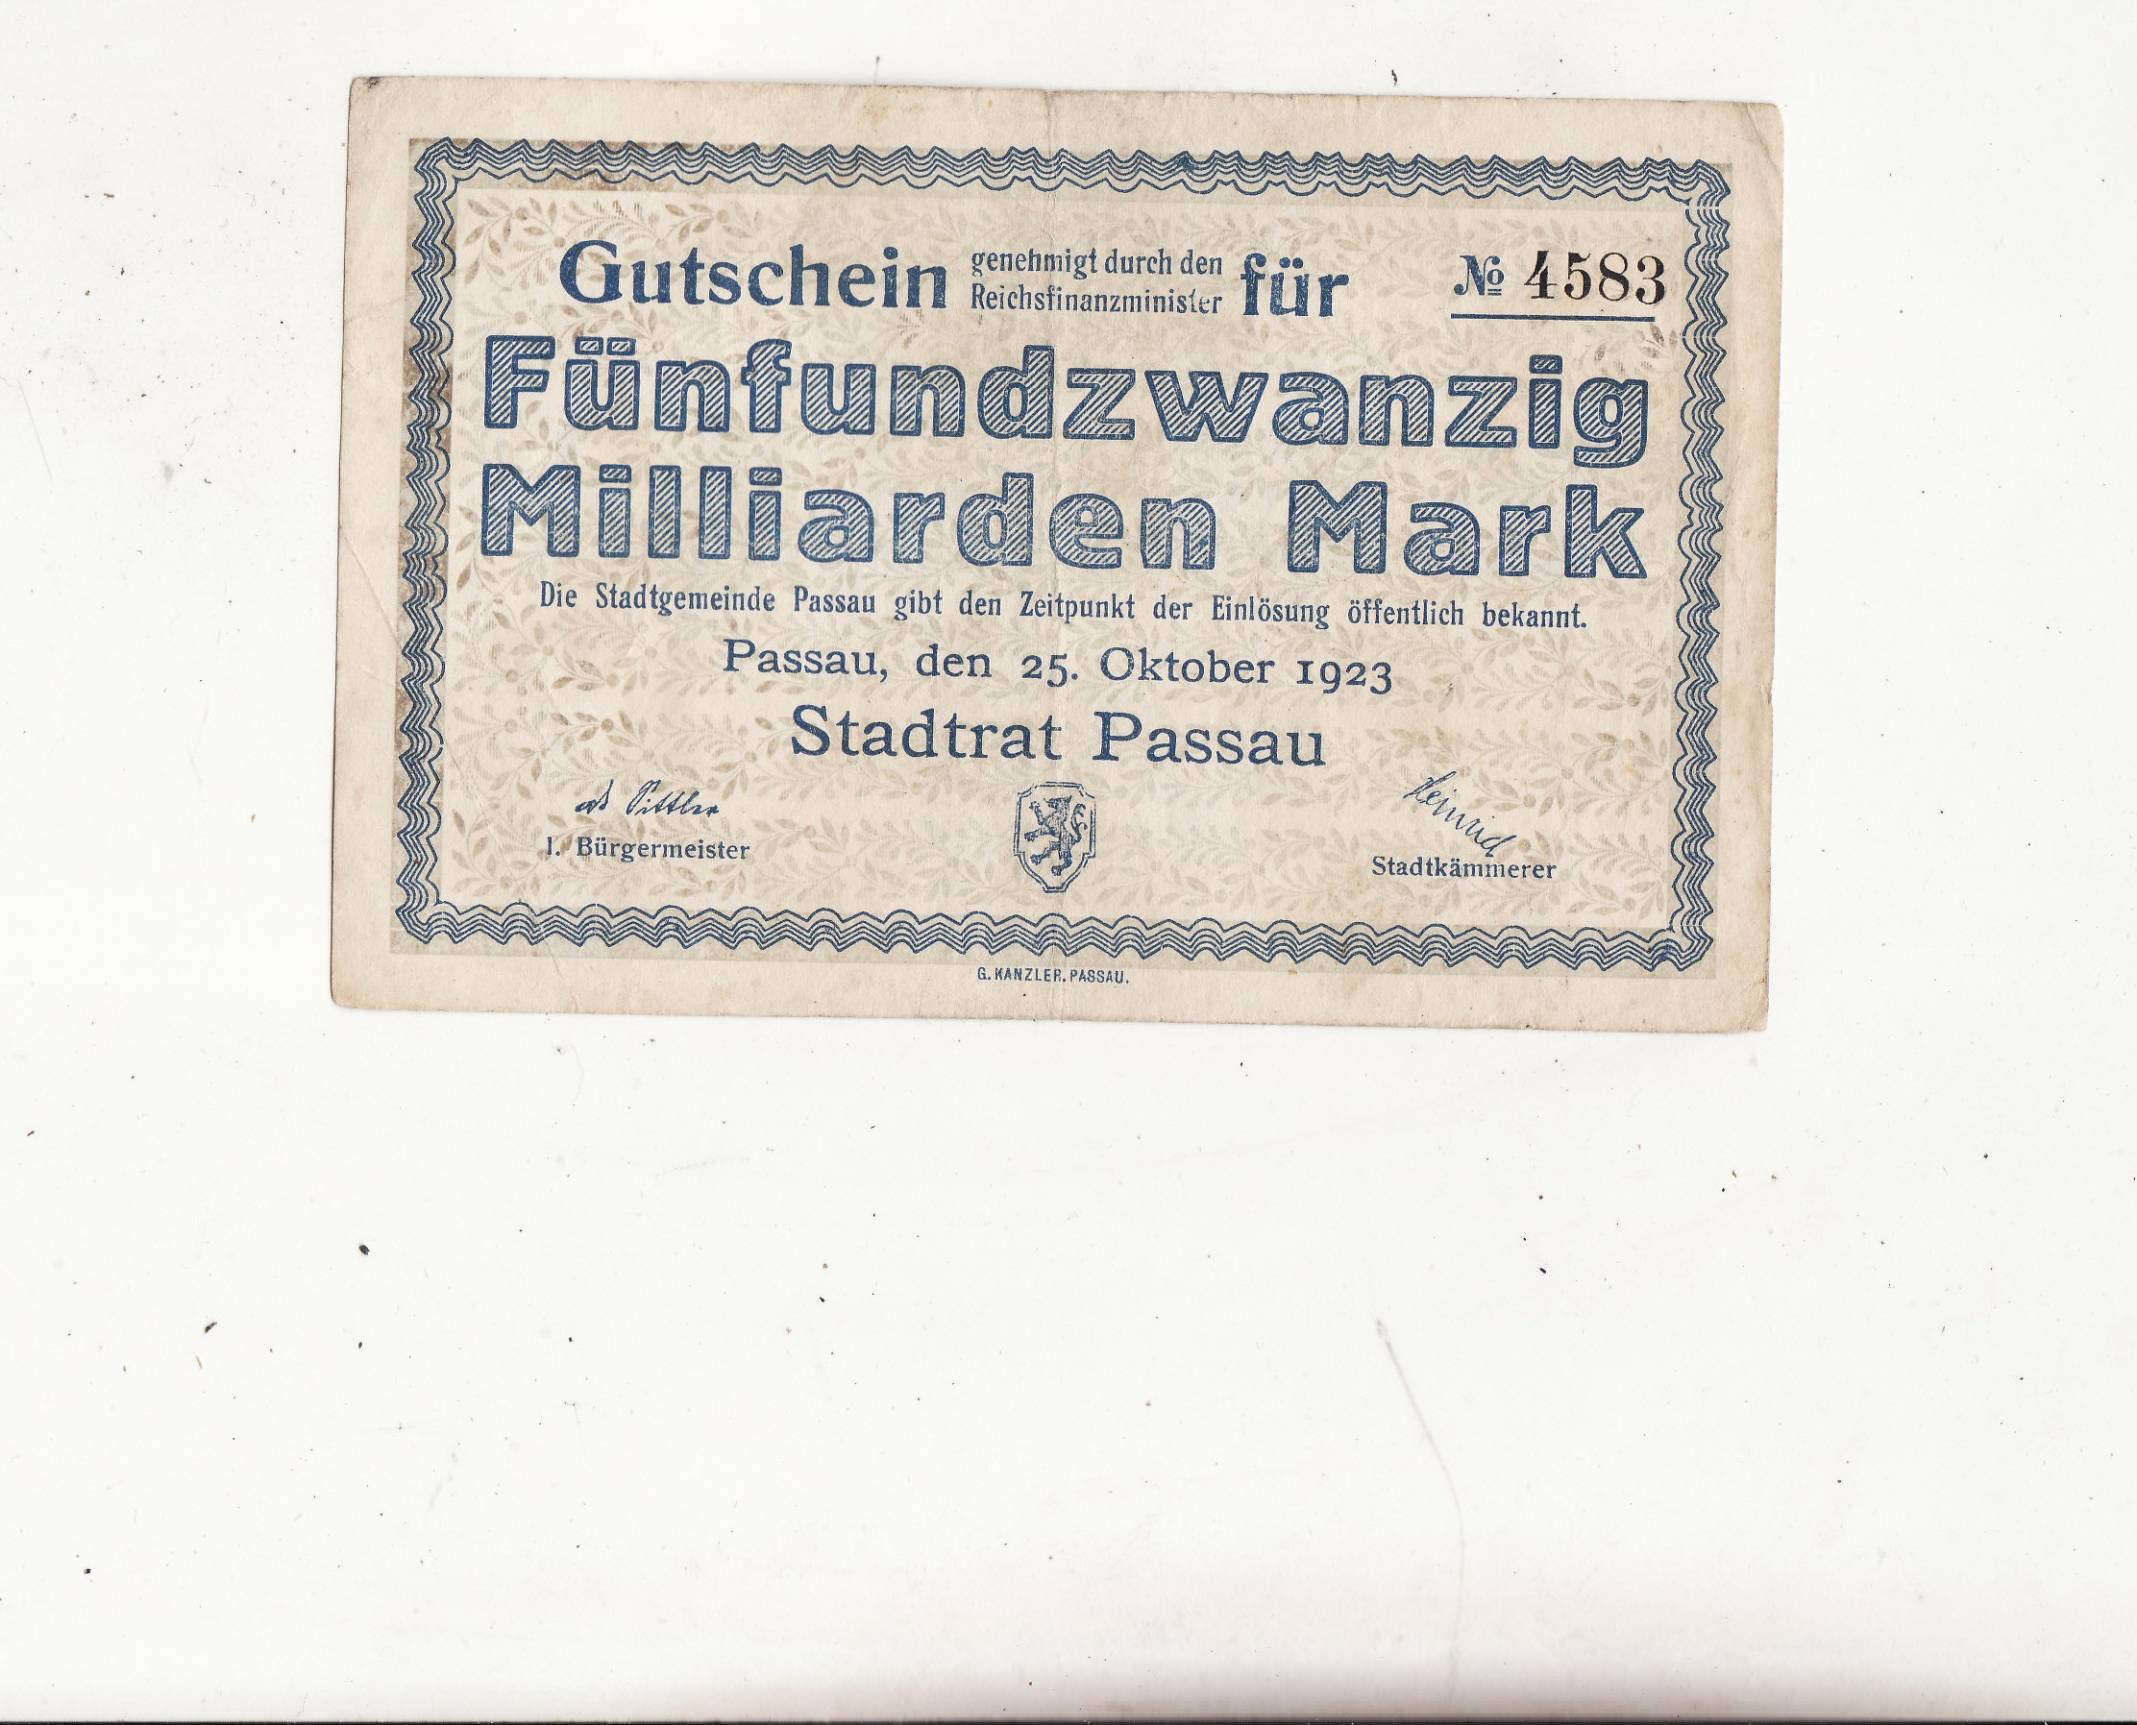 Gutschein genehmigt durch den Reichsfinanzminister für № 4583
Fünfundzwanzig
Milliarden Mark
Die Stadtgemeinde Passau gibt den Zeitpunkt der Einlösung öffentlich bekannt.
Passau, den 25. Oktober 1923
Stadtrat Passau
I. Bürgermeister
Stadtkämmerer
G. KANZLER. PASSAU.